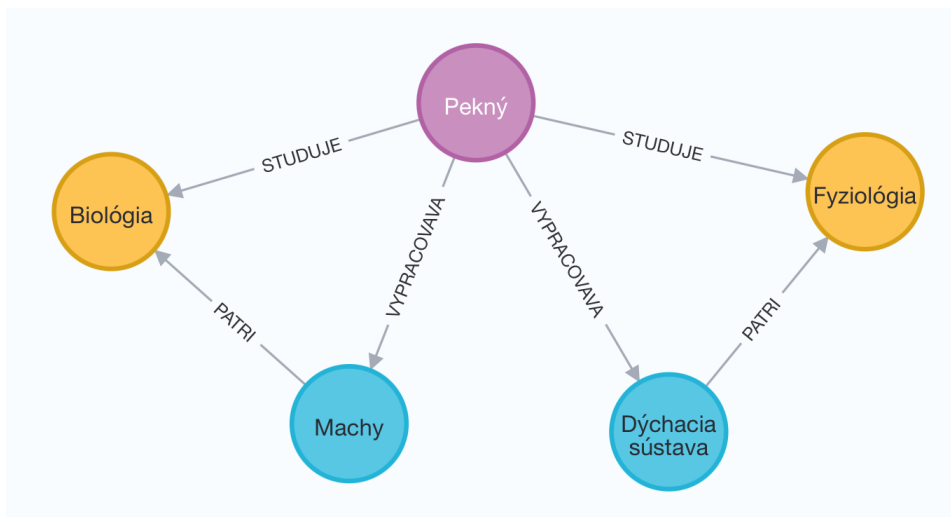 Pekný
STUDUJE
STUDUJE
Biológia
Fyziológia
VYPRACOVAVA
VYPRACOVAVA
PATRI
PATRI
Machy
Dýchacia
sústava